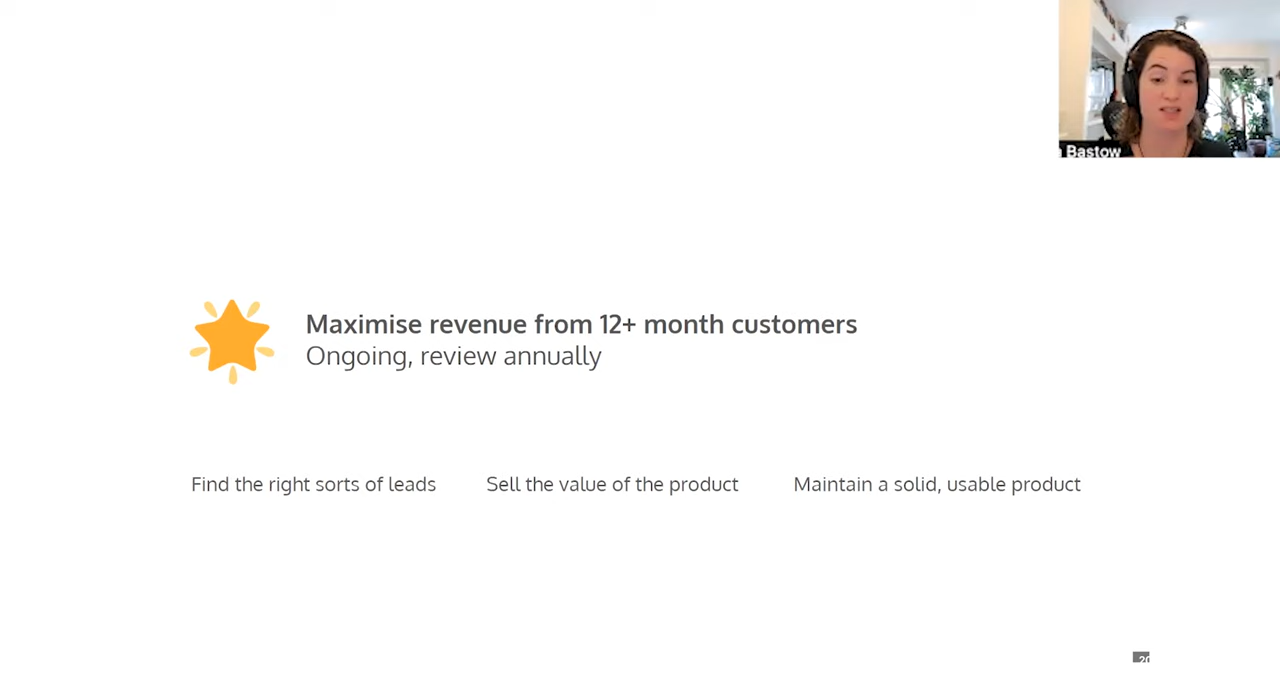 Bastow
Maximise revenue from 12+ month customers
Ongoing, review annually
Find the right sorts of leads
Sell the value of the product
Maintain a solid, usable product